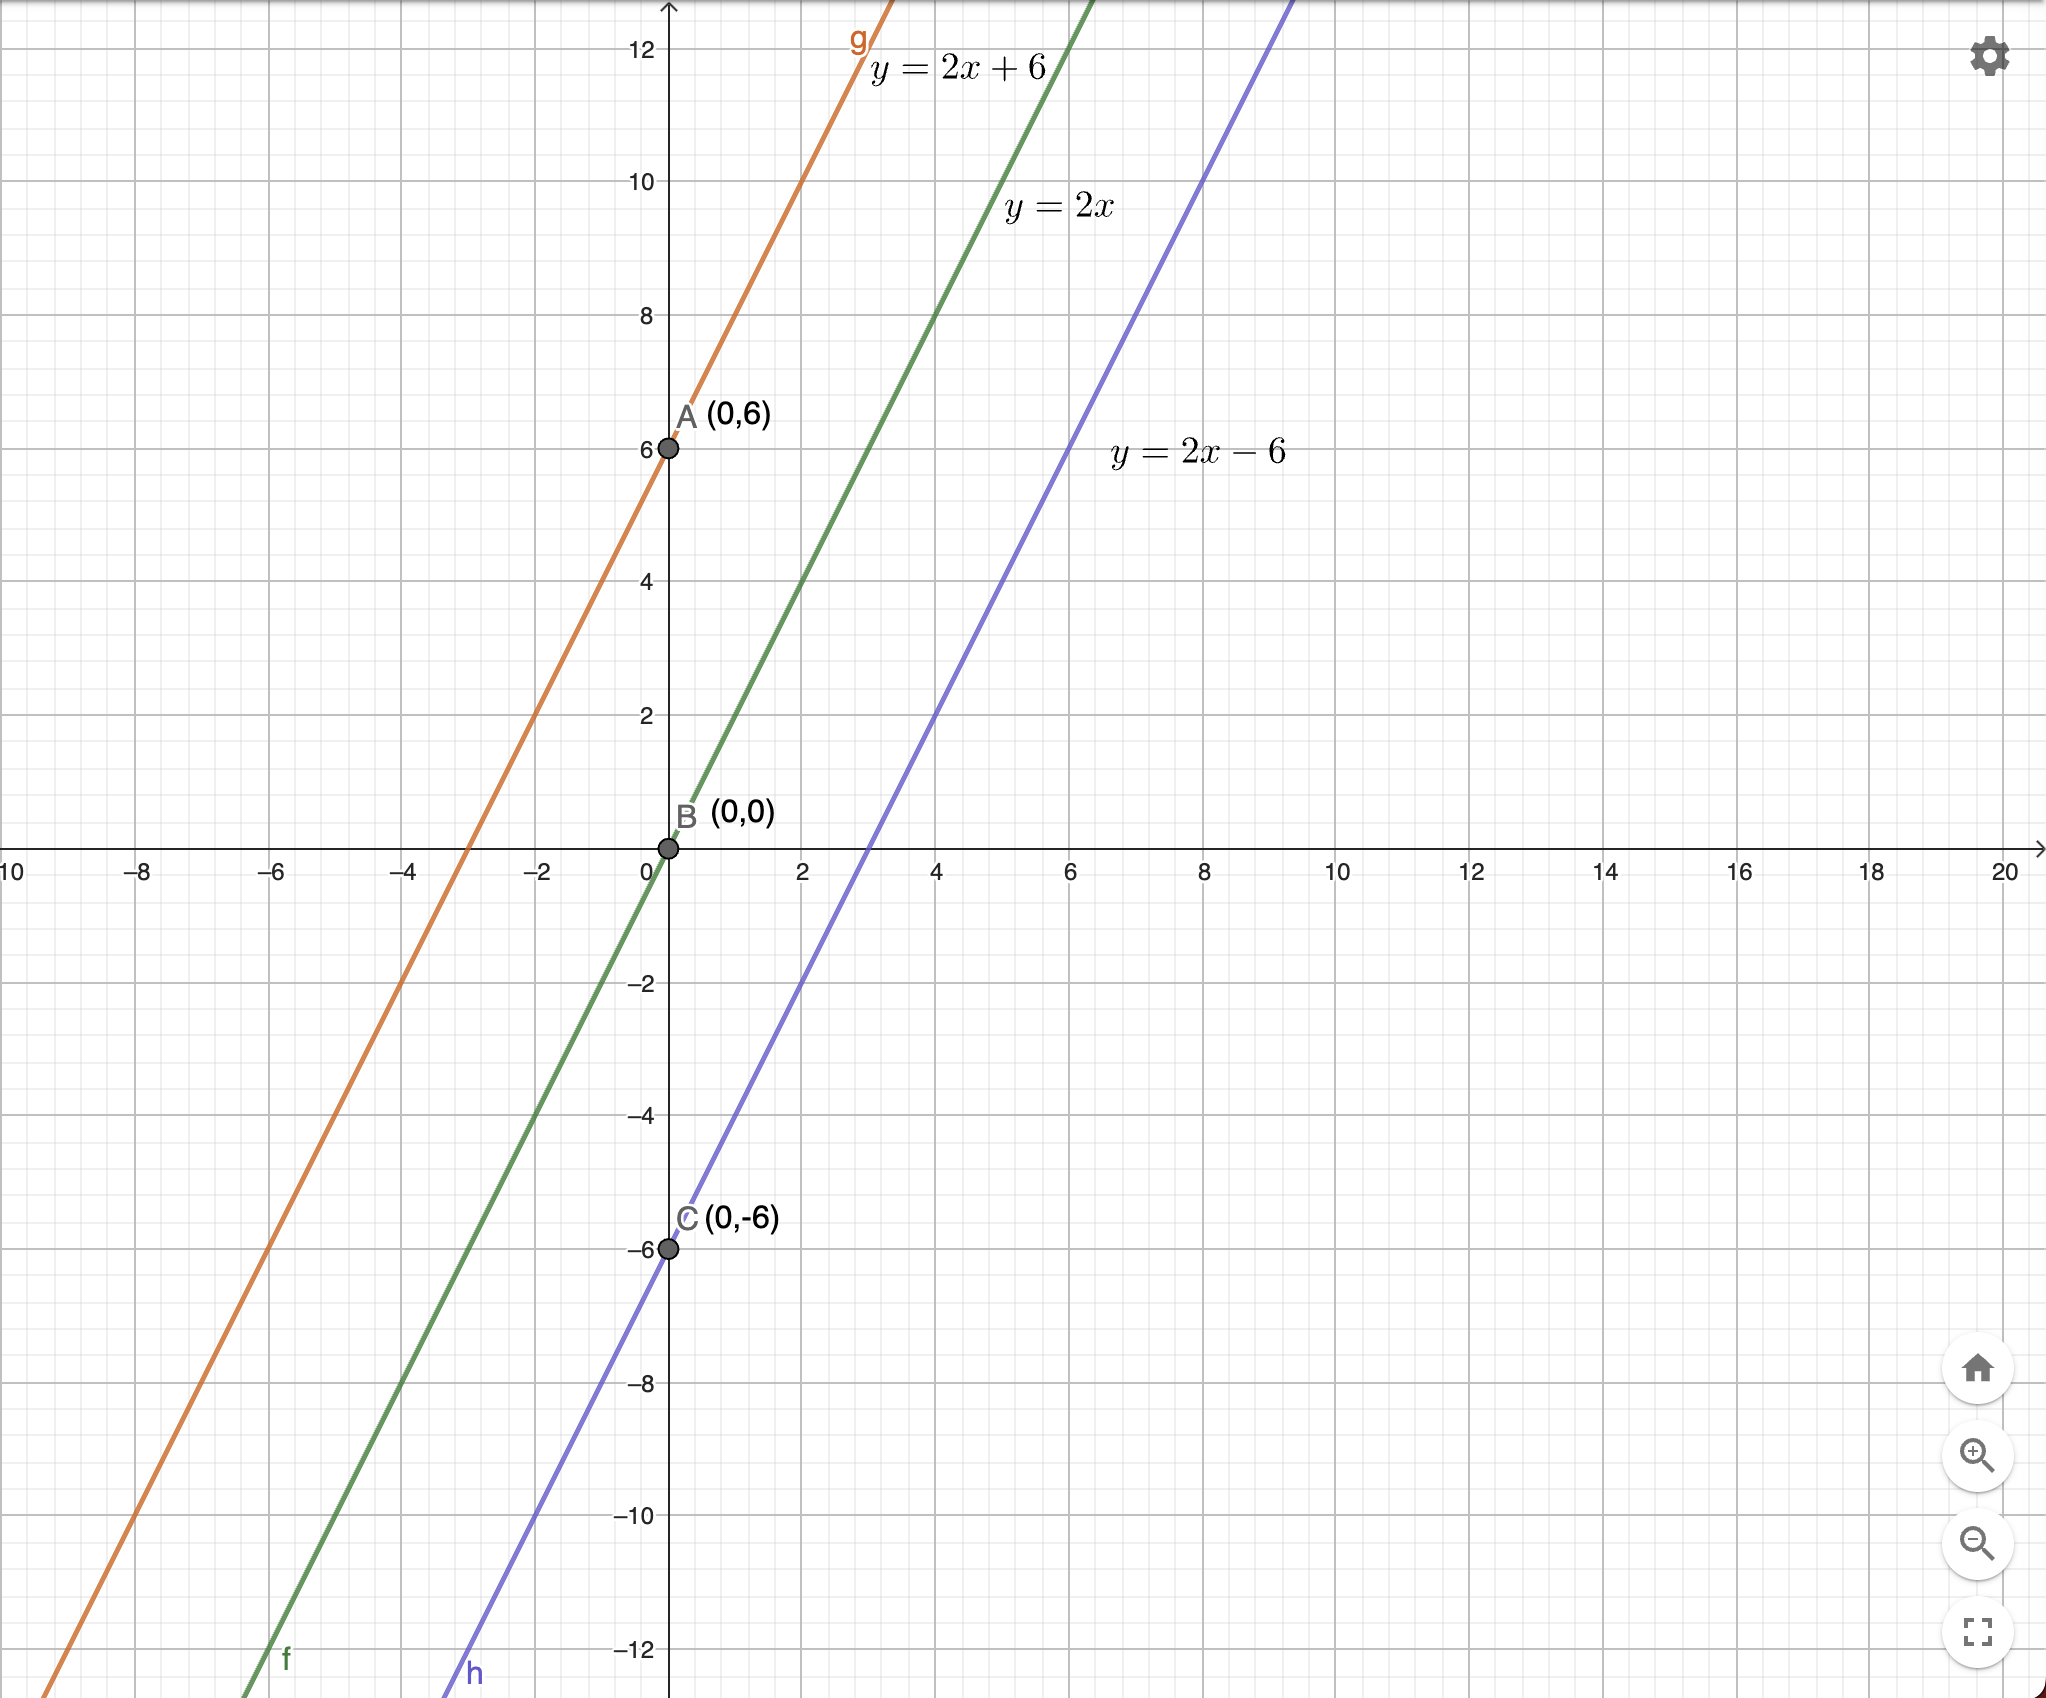 g
12
y = 2x + 6
10
y = 2x
8
A (0,6)
6
y = 2x − 6
4
2
B (0,0)
10 −8 −6 −4 −2 0 2 4 6 8 10 12 14 16 18 20
−2
−4
C (0,-6)
−6
−8
−10
−12
f
h